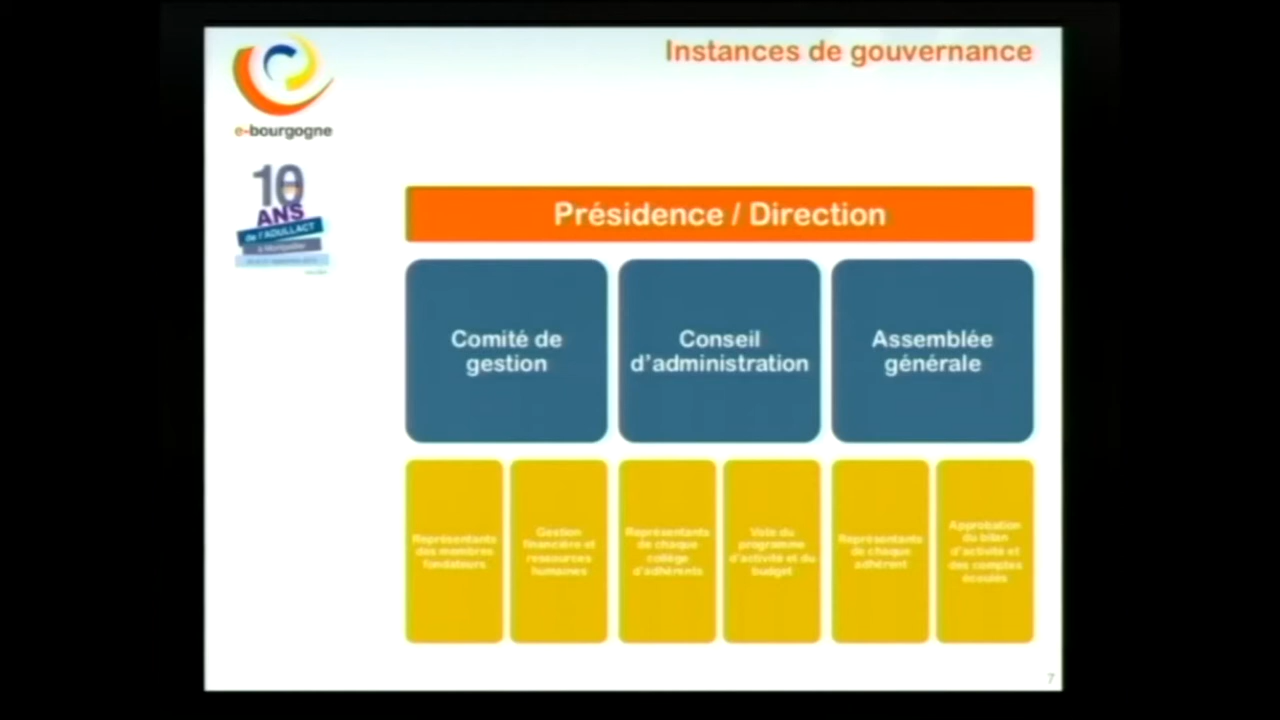 Instances de gouvernance
e-bourgogne
10
ANS
de l'ADULLACT
à Montpellier
Présidence / Direction
Comité de
gestion
Conseil
d'administration
Assemblée
générale
Représentants
des membres
fondateurs
Gestion
financière et
ressources
humaines
Représentants
de chaque
collège
d'adhérents
Vote du
programme
d'activité et du
budget
Représentants
de chaque
adhérent
Approbation
du bilan
d'activité et
des comptes
écoulés
7